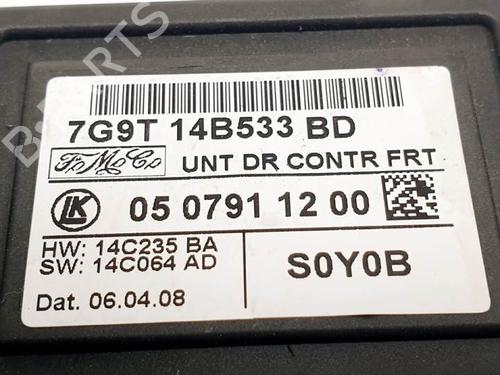 7G9T 14B533 BD
FoMoCo UNT DR CONTR FRT
LK 05 0791 12 00
HW: 14C235 BA
SW: 14C064 AD
S0Y0B
Dat. 06.04.08